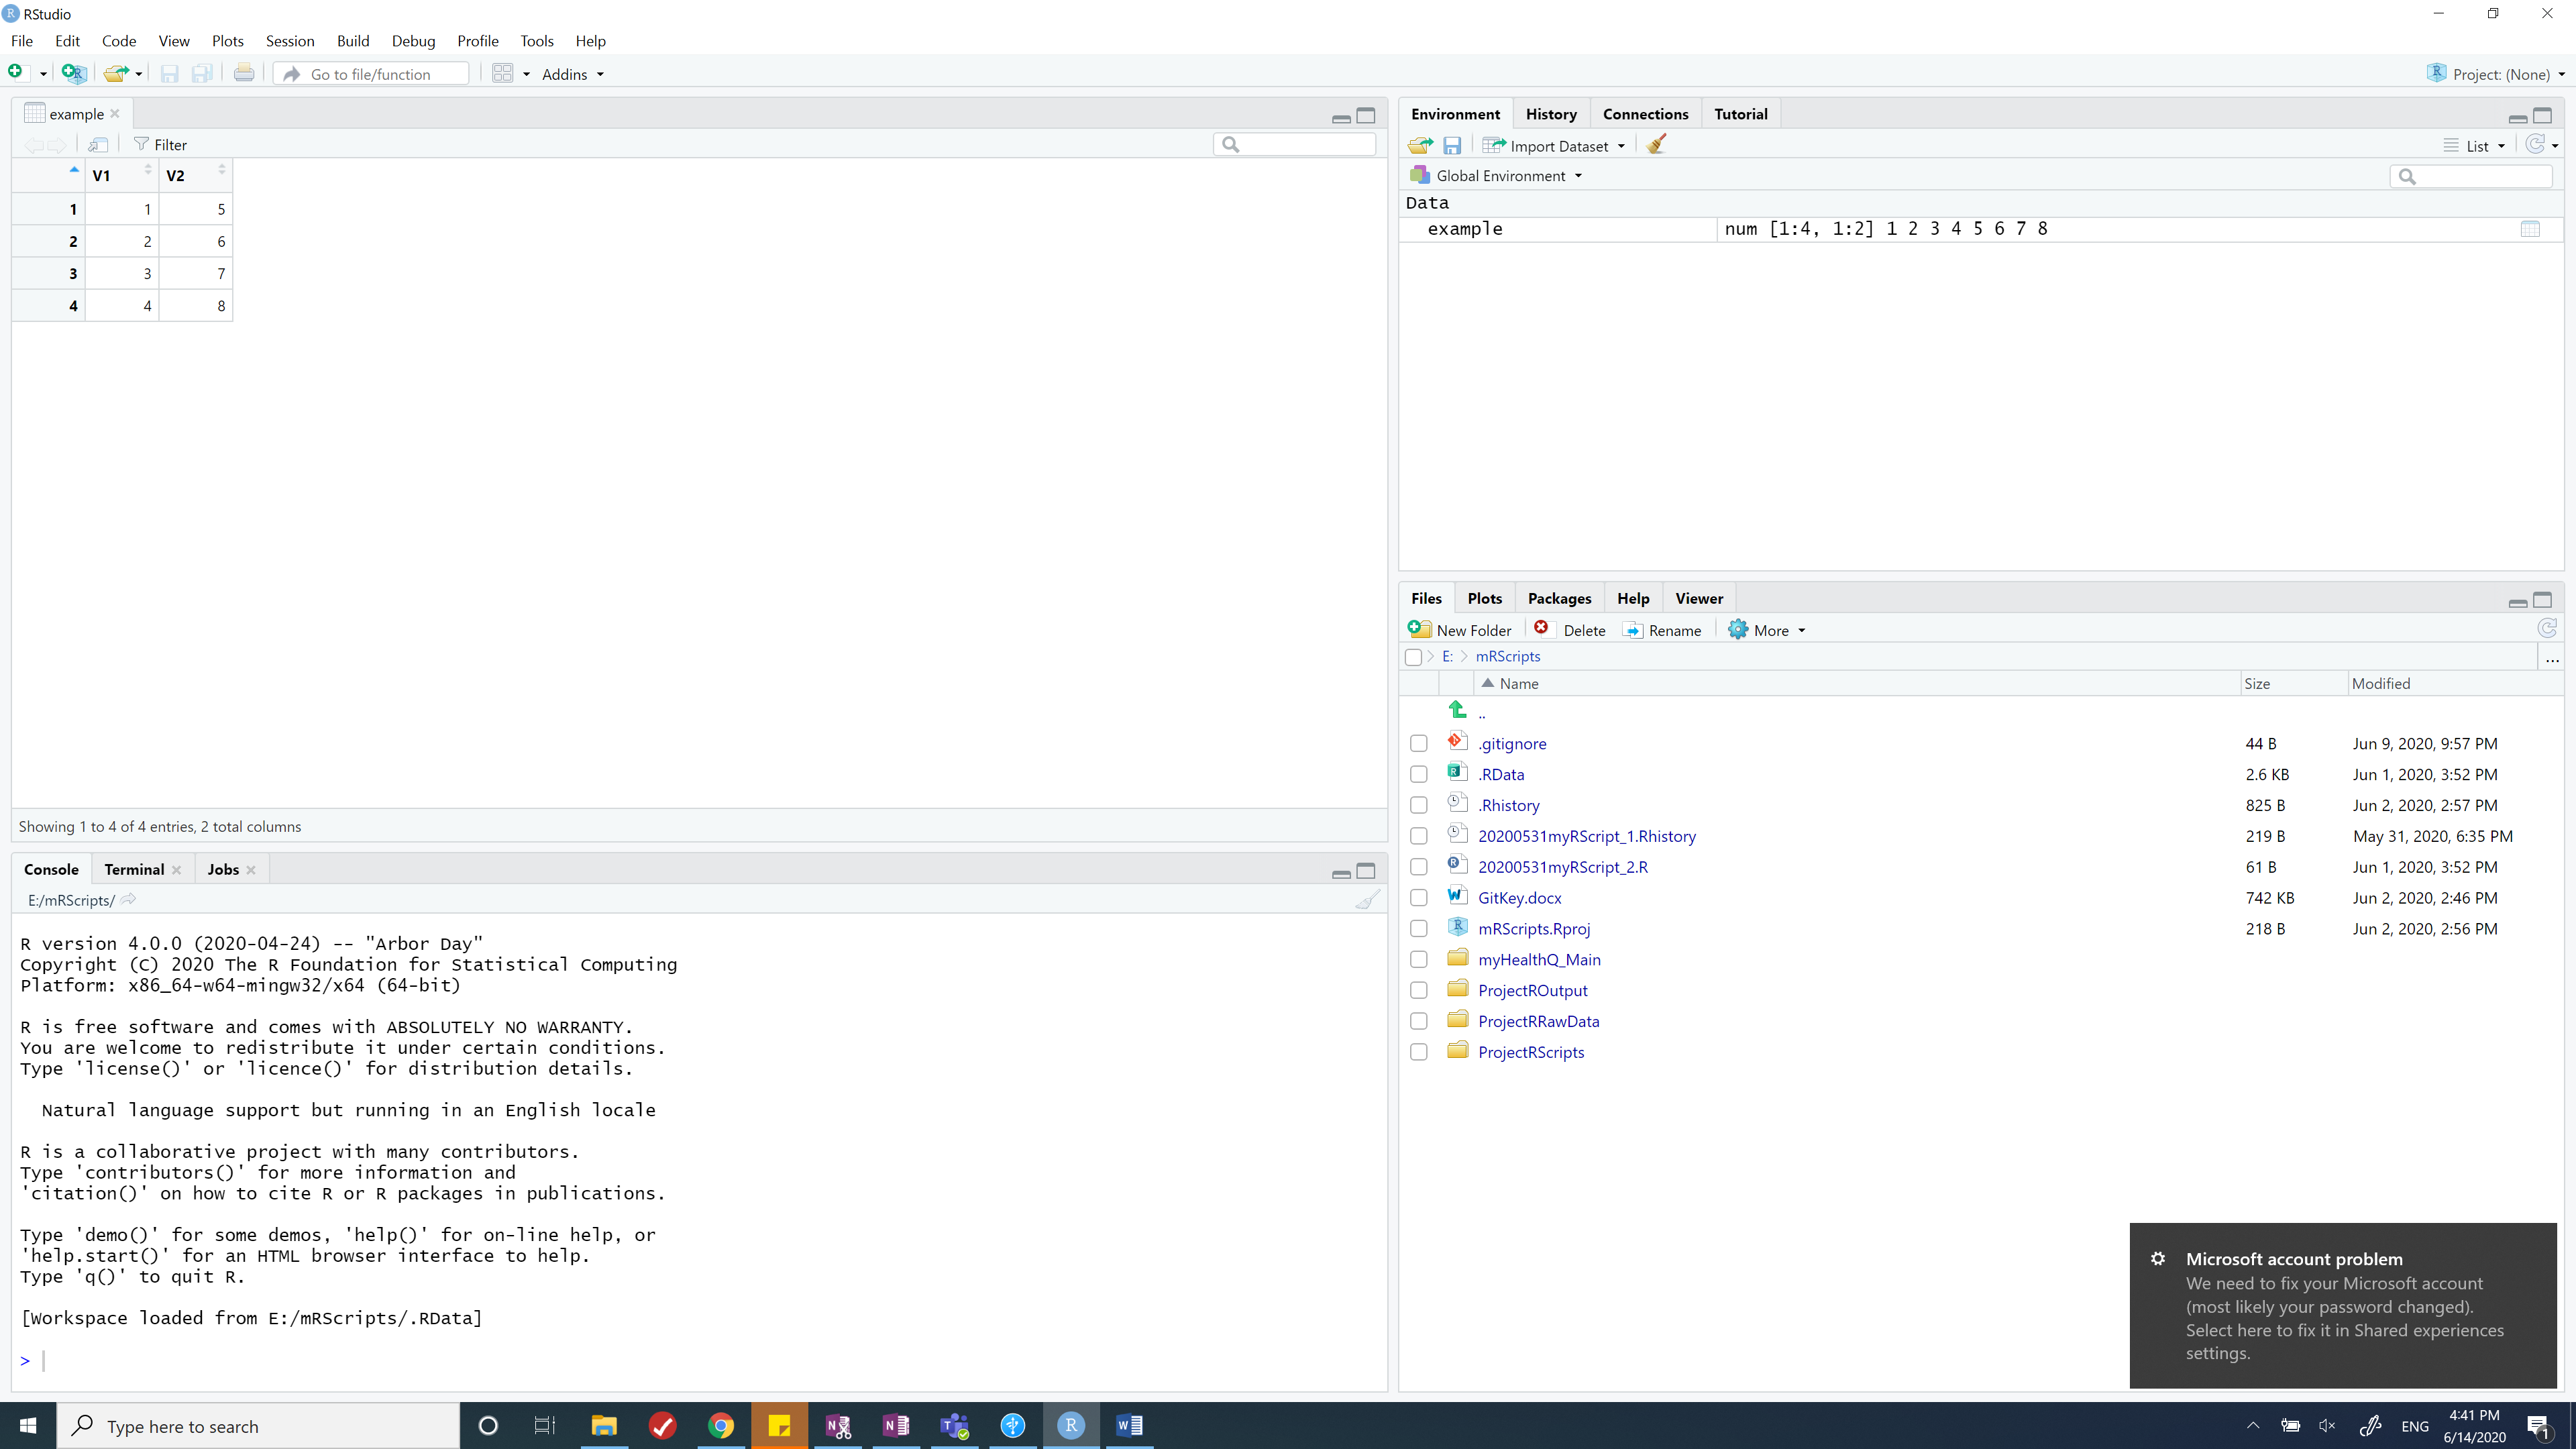 RStudio
File Edit Code View Plots Session Build Debug Profile Tools Help
Go to file/function Addins Project: (None)
example
Filter
V1 V2
1 1 5
2 2 6
3 3 7
4 4 8
Showing 1 to 4 of 4 entries, 2 total columns
Console Terminal Jobs
E:/mRScripts/
R version 4.0.0 (2020-04-24) -- "Arbor Day"
Copyright (C) 2020 The R Foundation for Statistical Computing
Platform: x86_64-w64-mingw32/x64 (64-bit)
R is free software and comes with ABSOLUTELY NO WARRANTY.
You are welcome to redistribute it under certain conditions.
Type 'license()' or 'licence()' for distribution details.
Natural language support but running in an English locale
R is a collaborative project with many contributors.
Type 'contributors()' for more information and
'citation()' on how to cite R or R packages in publications.
Type 'demo()' for some demos, 'help()' for on-line help, or
'help.start()' for an HTML browser interface to help.
Type 'q()' to quit R.
[Workspace loaded from E:/mRScripts/.RData]
>
Environment History Connections Tutorial
Import Dataset List
Global Environment
Data
example num [1:4, 1:2] 1 2 3 4 5 6 7 8
Files Plots Packages Help Viewer
New Folder Delete Rename More
E: mRScripts ...
Name Size Modified
..
.gitignore 44 B Jun 9, 2020, 9:57 PM
.RData 2.6 KB Jun 1, 2020, 3:52 PM
.Rhistory 825 B Jun 2, 2020, 2:57 PM
20200531myRScript_1.Rhistory 219 B May 31, 2020, 6:35 PM
20200531myRScript_2.R 61 B Jun 1, 2020, 3:52 PM
GitKey.docx 742 KB Jun 2, 2020, 2:46 PM
mRScripts.Rproj 218 B Jun 2, 2020, 2:56 PM
myHealthQ_Main
ProjectROutput
ProjectRRawData
ProjectRScripts
Microsoft account problem
We need to fix your Microsoft account
(most likely your password changed).
Select here to fix it in Shared experiences
settings.
Type here to search
ENG
4:41 PM
6/14/2020
1